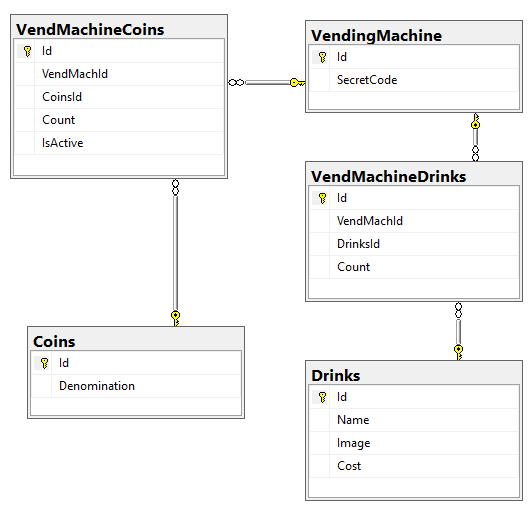 VendMachineCoins
Id
VendMachId
CoinsId
Count
IsActive
VendingMachine
Id
SecretCode
VendMachineDrinks
Id
VendMachId
DrinksId
Count
Coins
Id
Denomination
Drinks
Id
Name
Image
Cost